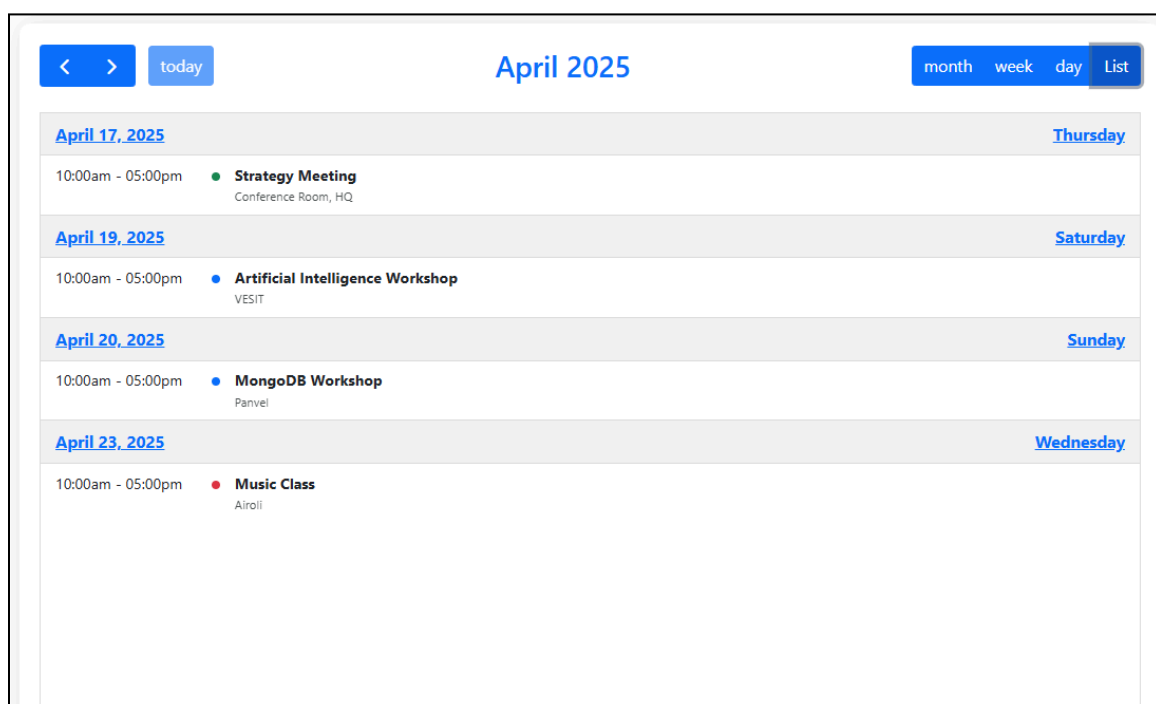 today
April 2025
month week day List
April 17, 2025 Thursday
10:00am - 05:00pm Strategy Meeting
Conference Room, HQ
April 19, 2025 Saturday
10:00am - 05:00pm Artificial Intelligence Workshop
VESIT
April 20, 2025 Sunday
10:00am - 05:00pm MongoDB Workshop
Panvel
April 23, 2025 Wednesday
10:00am - 05:00pm Music Class
Airoli